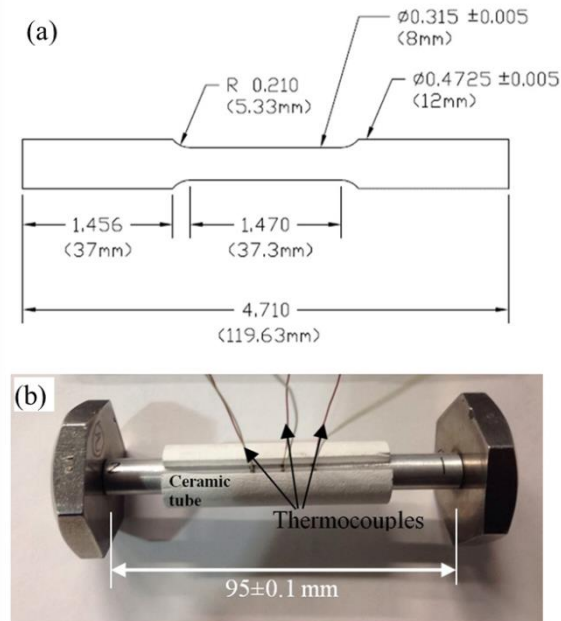 (a)
Ø0.315 ±0.005
(8mm)
R 0.210
(5.33mm)
Ø0.4725 ±0.005
(12mm)
1.456
(37mm)
1.470
(37.3mm)
4.710
(119.63mm)
(b)
Ceramic
tube
Thermocouples
95±0.1 mm